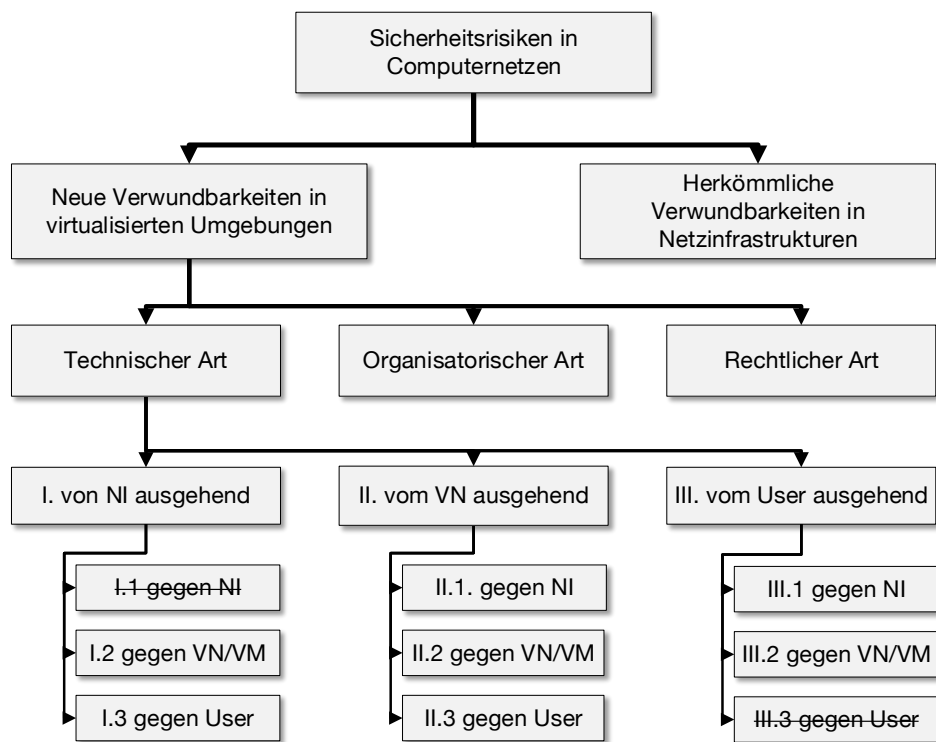 Sicherheitsrisiken in
Computernetzen
Neue Verwundbarkeiten in
virtualisierten Umgebungen
Herkömmliche
Verwundbarkeiten in
Netzinfrastrukturen
Technischer Art
Organisatorischer Art
Rechtlicher Art
I. von NI ausgehend
II. vom VN ausgehend
III. vom User ausgehend
I.1 gegen NI
II.1. gegen NI
III.1 gegen NI
I.2 gegen VN/VM
II.2 gegen VN/VM
III.2 gegen VN/VM
I.3 gegen User
II.3 gegen User
III.3 gegen User